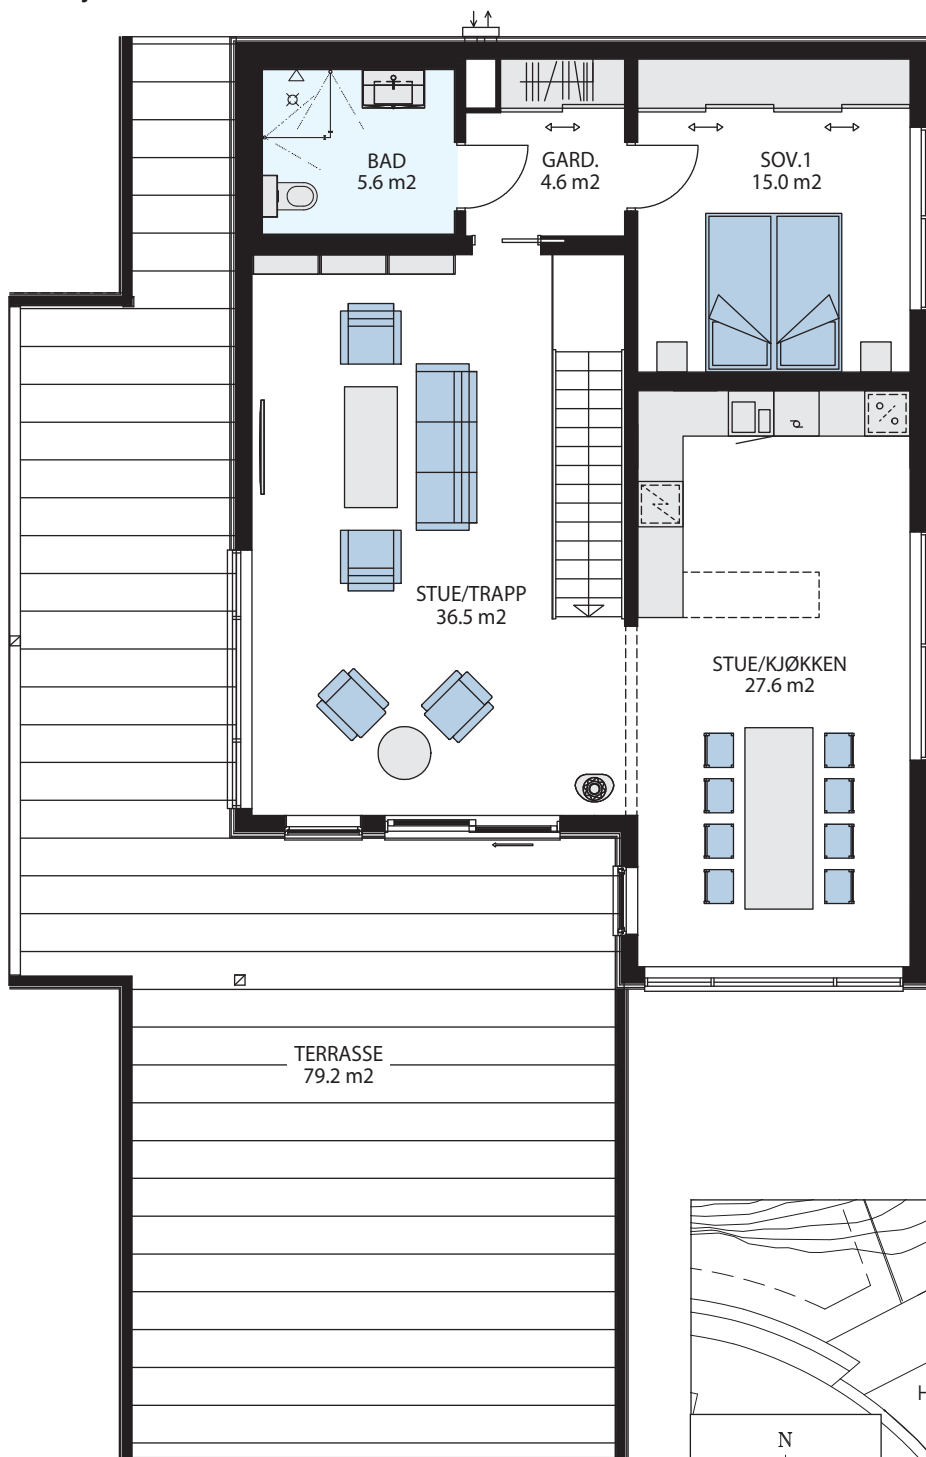 BAD
5.6 m2
GARD.
4.6 m2
SOV.1
15.0 m2
STUE/TRAPP
36.5 m2
STUE/KJØKKEN
27.6 m2
TERRASSE
79.2 m2
H
N